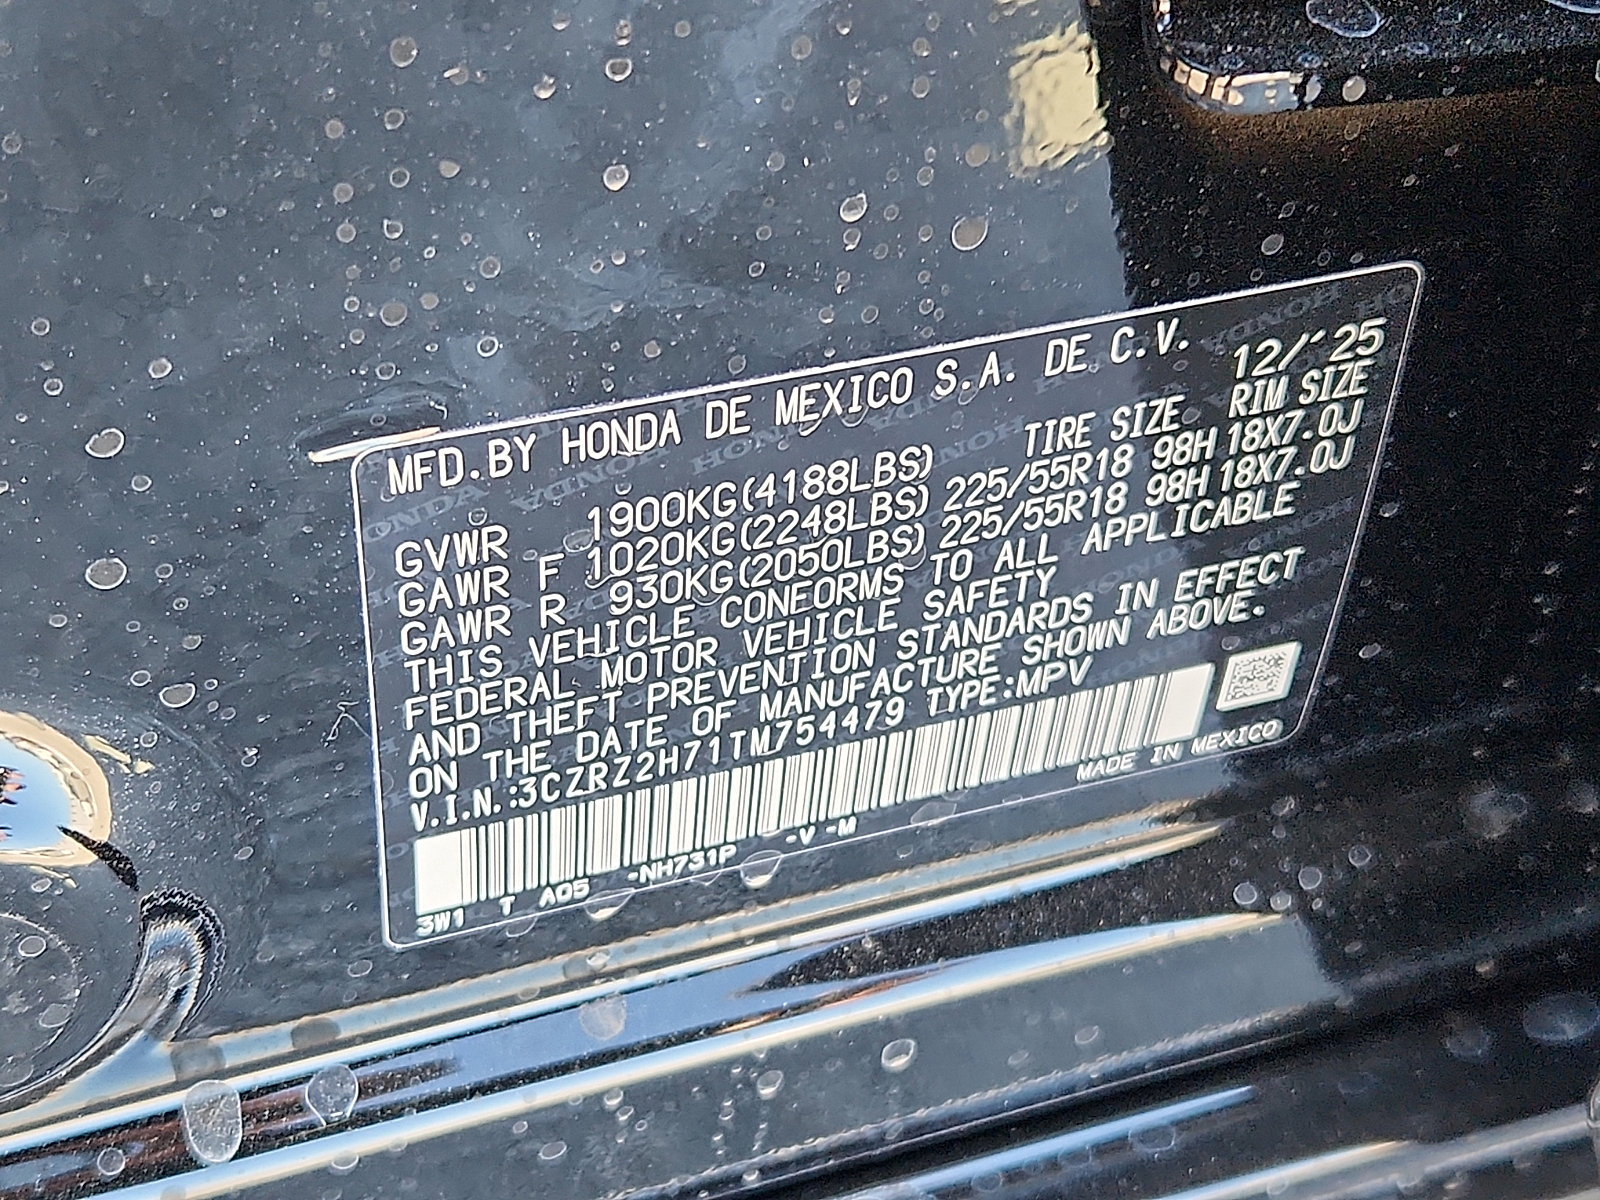 MFD.BY HONDA DE MEXICO S.A. DE C.V. 12/'25
TIRE SIZE RIM SIZE
GVWR 1900KG(4188LBS)
GAWR F 1020KG(2248LBS) 225/55R18 98H 18X7.0J
GAWR R 930KG(2050LBS) 225/55R18 98H 18X7.0J
THIS VEHICLE CONFORMS TO ALL APPLICABLE
FEDERAL MOTOR VEHICLE SAFETY
AND THEFT PREVENTION STANDARDS IN EFFECT
ON THE DATE OF MANUFACTURE SHOWN ABOVE.
V.I.N.:3CZRZ2H71TM754479 TYPE:MPV
MADE IN MEXICO
3W1 T A05 -NH731P -V -M